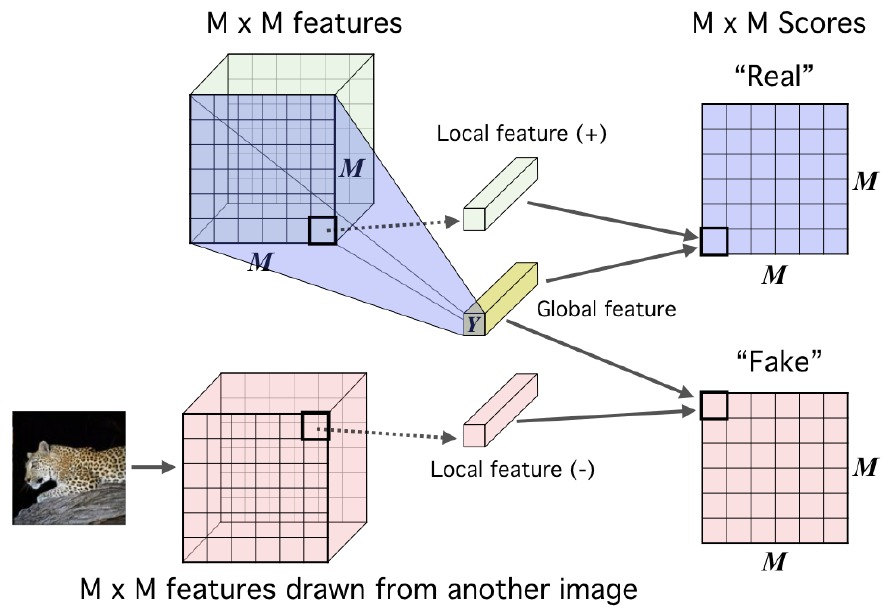 M x M features
M x M Scores
“Real”
Local feature (+)
M
M
M
M
Y
Global feature
“Fake”
Local feature (-)
M
M
M x M features drawn from another image